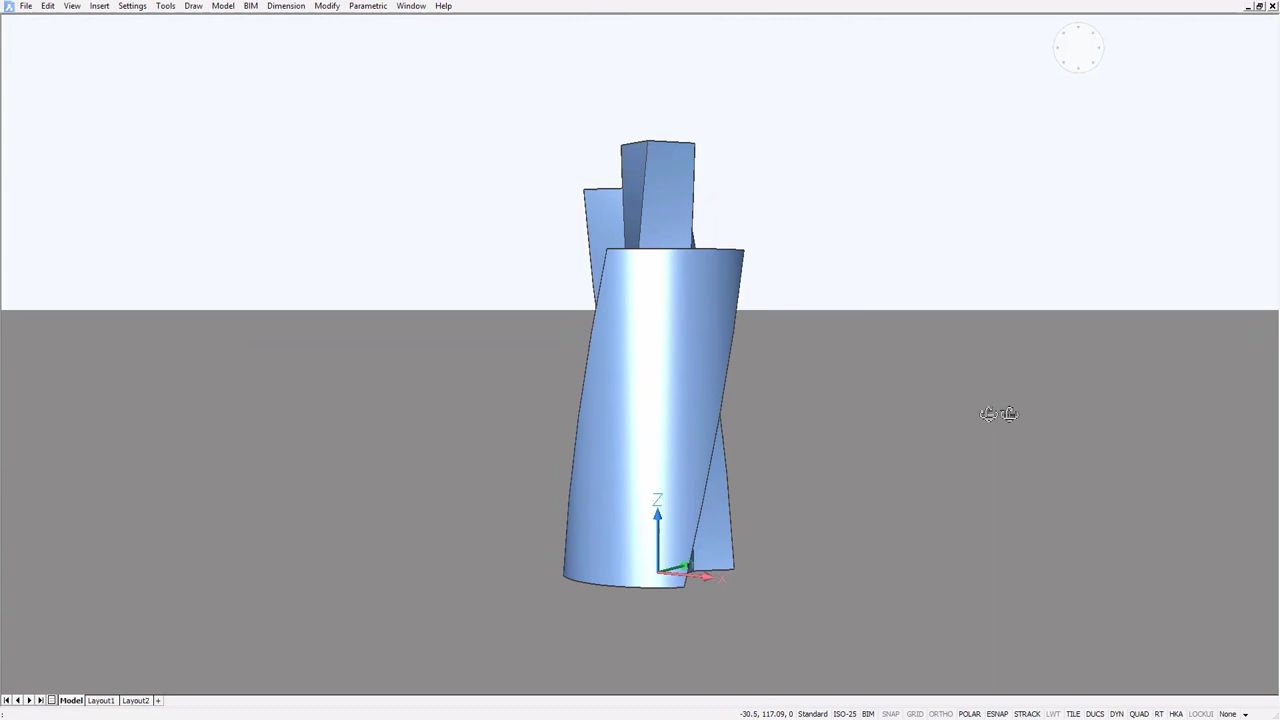 File Edit View Insert Settings Tools Draw Model BIM Dimension Modify Parametric Window Help
Z
X
Model Layout1 Layout2 +
: -30.5, 117.09, 0 Standard ISO-25 BIM SNAP GRID ORTHO POLAR ESNAP STRACK LWT TILE DUCS DYN QUAD RT HKA LOCKUI None